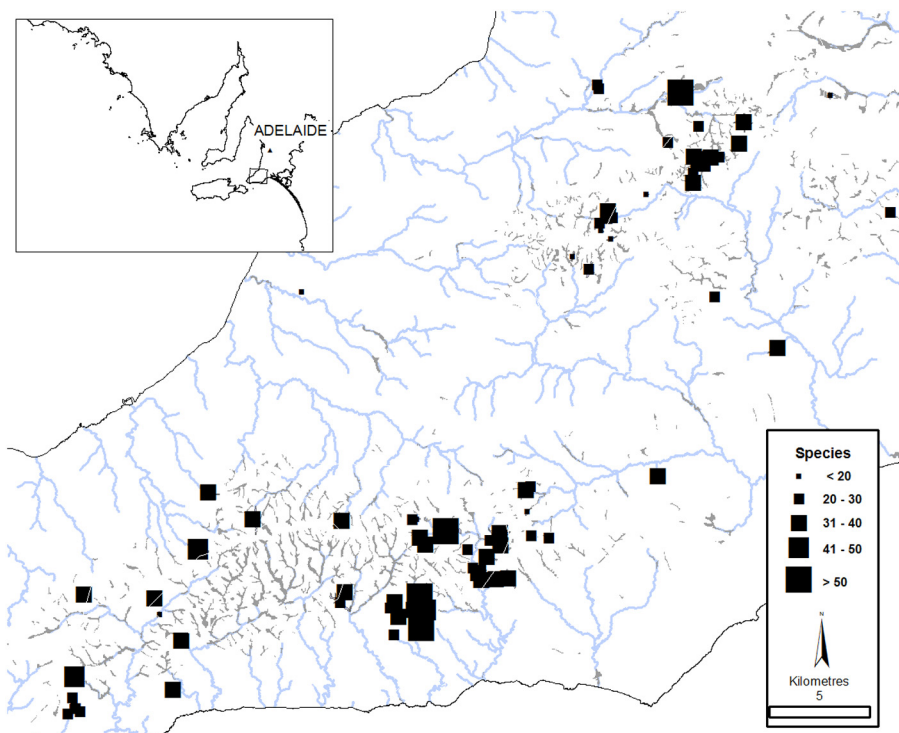 ADELAIDE
Species
< 20
20 - 30
31 - 40
41 - 50
> 50
N
Kilometres
5